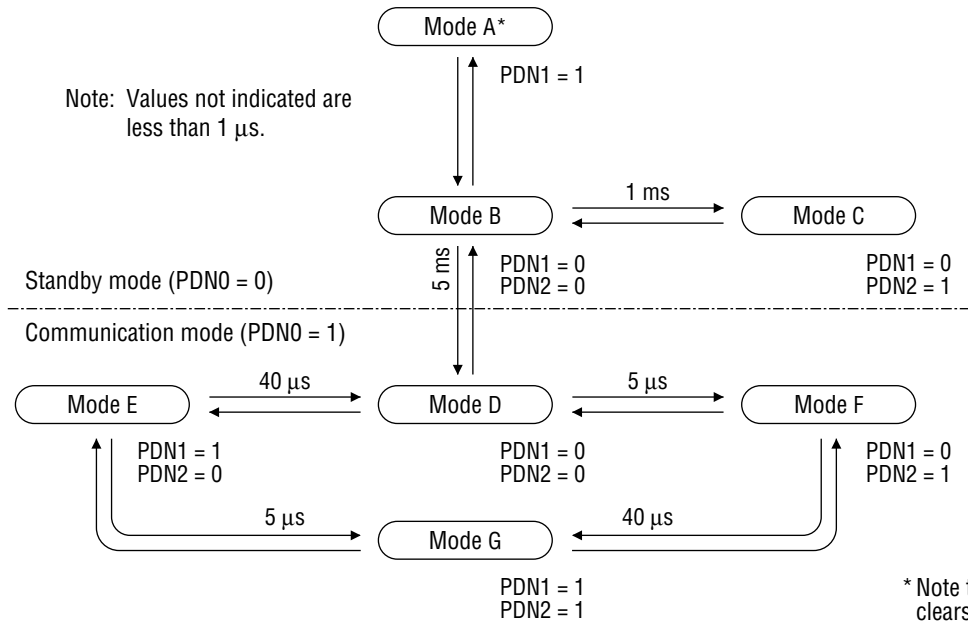 Mode A*
PDN1 = 1
Note: Values not indicated are
less than 1 μs.
Mode B
1 ms
Mode C
5 ms
PDN1 = 0
PDN2 = 0
PDN1 = 0
PDN2 = 1
Standby mode (PDN0 = 0)
Communication mode (PDN0 = 1)
Mode E
40 μs
Mode D
5 μs
Mode F
PDN1 = 1
PDN2 = 0
PDN1 = 0
PDN2 = 0
PDN1 = 0
PDN2 = 1
5 μs
Mode G
40 μs
PDN1 = 1
PDN2 = 1
* Note
clears